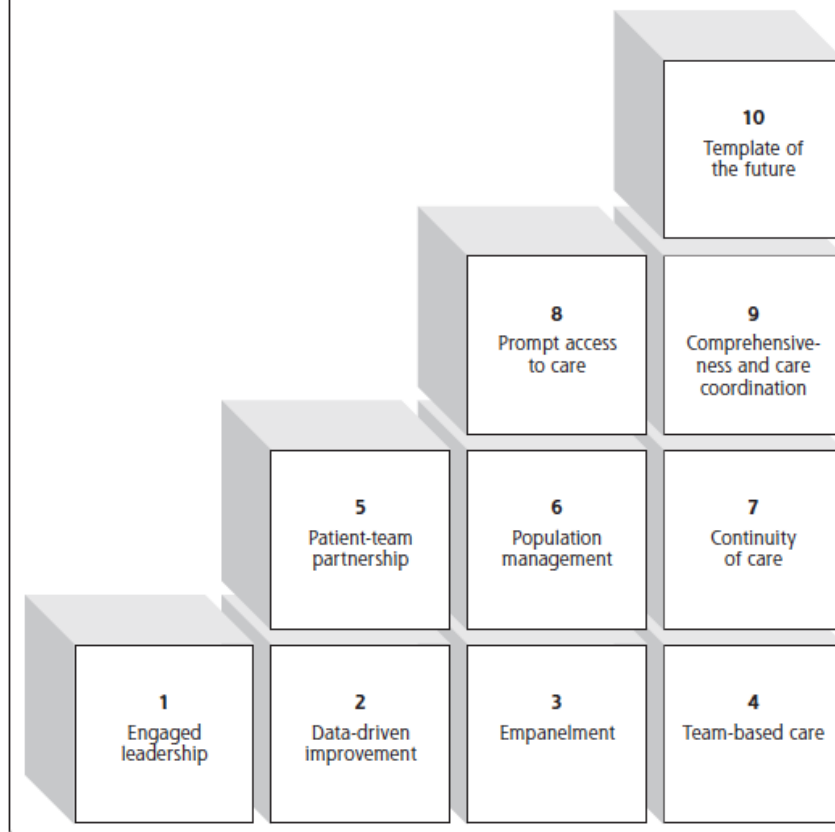 10
Template of
the future
8
Prompt access
to care
9
Comprehensive-
ness and care
coordination
5
Patient-team
partnership
6
Population
management
7
Continuity
of care
1
Engaged
leadership
2
Data-driven
improvement
3
Empanelment
4
Team-based care